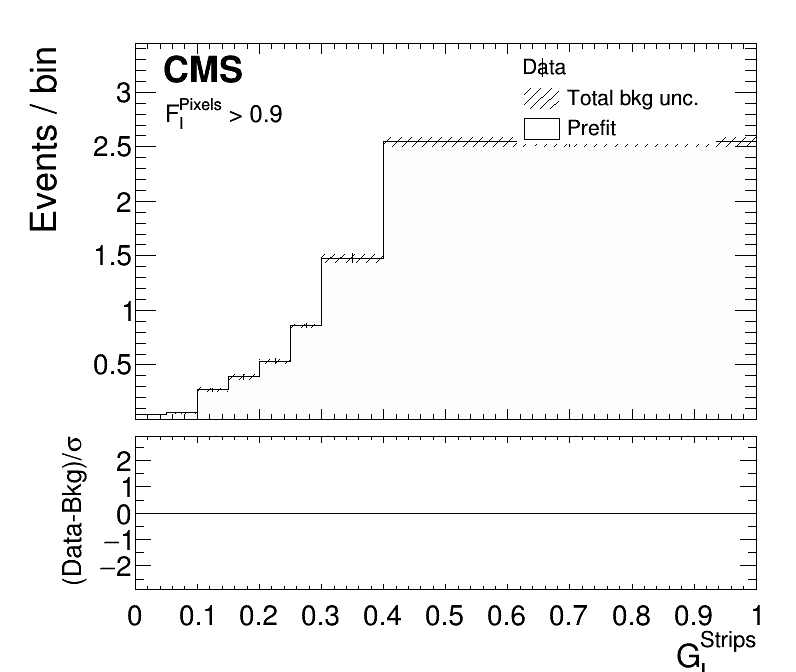 CMS
F_l^Pixels > 0.9
Data
Total bkg unc.
Prefit
Events / bin
3
2.5
2
1.5
1
0.5
(Data-Bkg)/σ
2
1
0
−1
−2
0 0.1 0.2 0.3 0.4 0.5 0.6 0.7 0.8 0.9 1
G_l^Strips